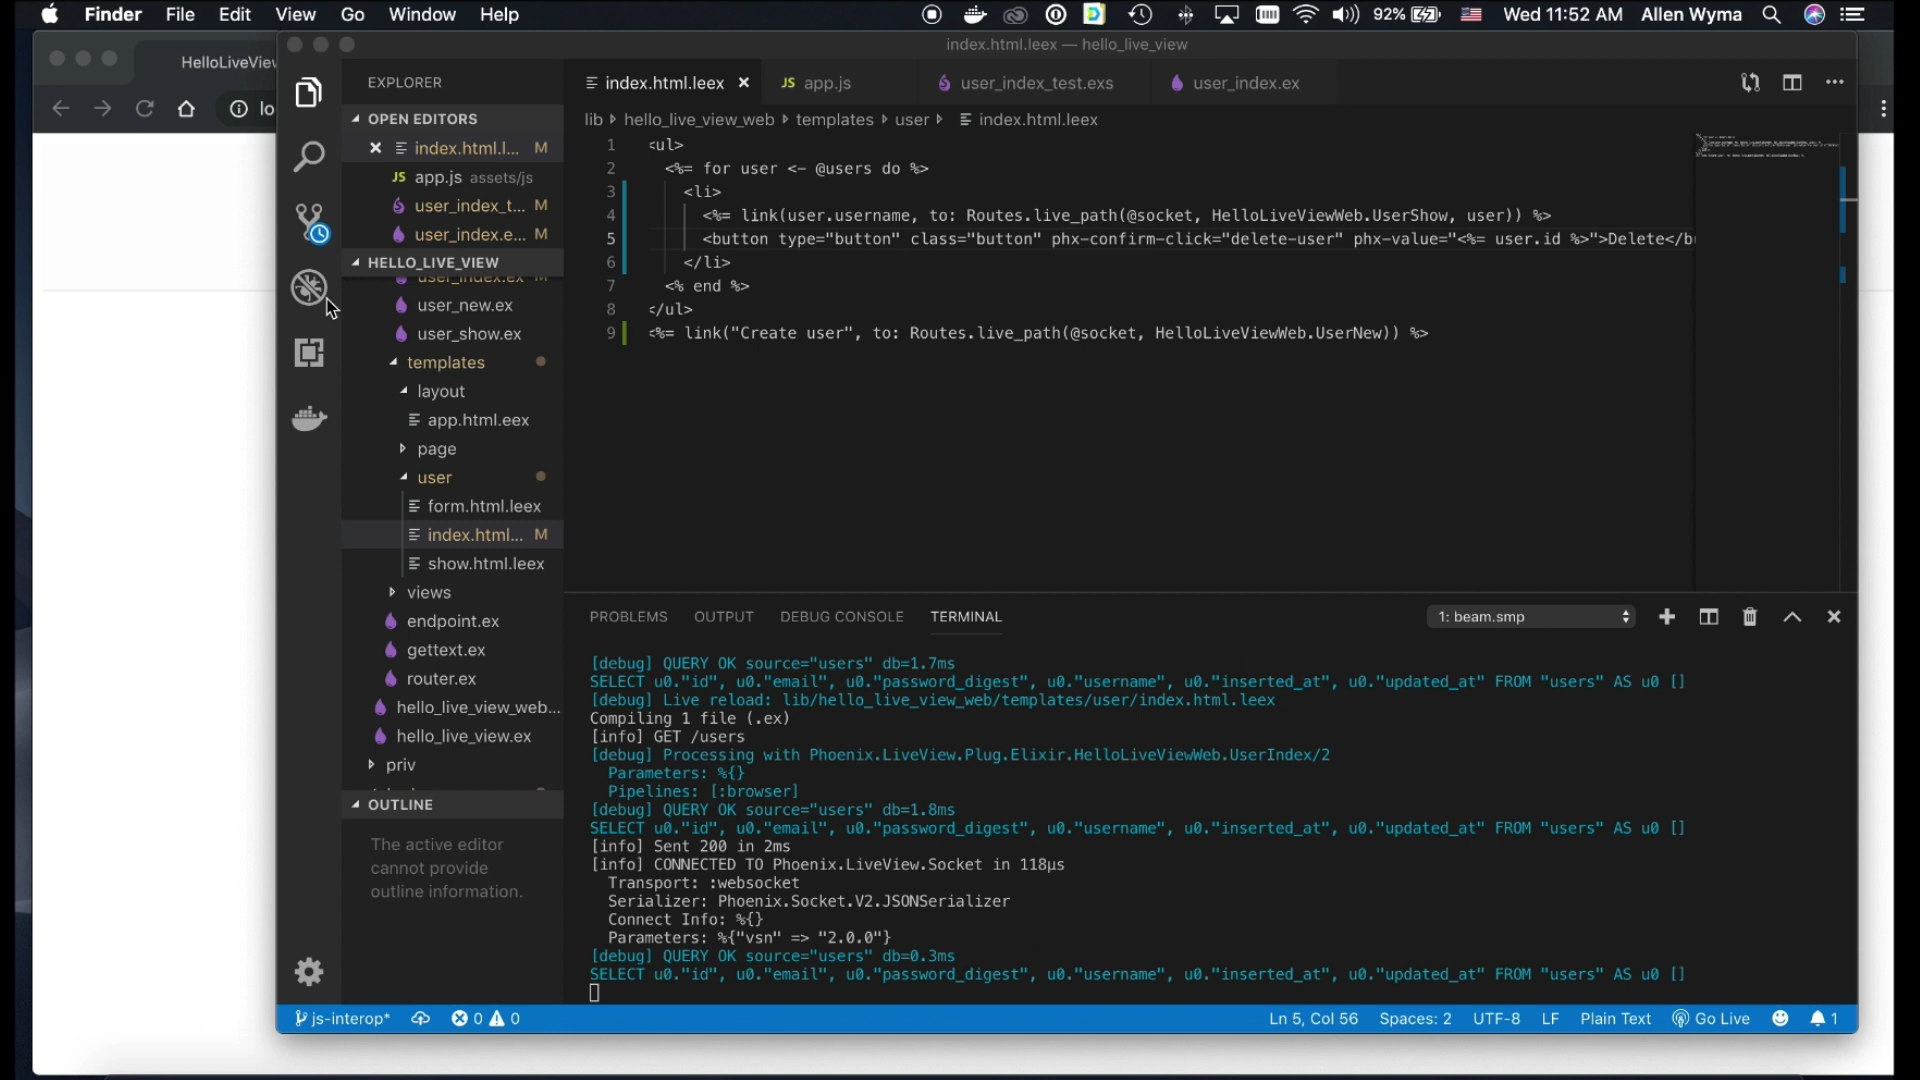 Finder File Edit View Go Window Help 92% Wed 11:52 AM Allen Wyma
index.html.leex — hello_live_view
HelloLiveViev
lo
EXPLORER
OPEN EDITORS
index.html.l... M
JS app.js assets/js
user_index_t... M
user_index.e... M
HELLO_LIVE_VIEW
user_index.ex M
user_new.ex
user_show.ex
templates
layout
app.html.eex
page
user
form.html.leex
index.html... M
show.html.leex
views
endpoint.ex
gettext.ex
router.ex
hello_live_view_web...
hello_live_view.ex
priv
OUTLINE
The active editor
cannot provide
outline information.
index.html.leex JS app.js user_index_test.exs user_index.ex
lib hello_live_view_web templates user index.html.leex
1 <ul>
2 <%= for user <- @users do %>
3 <li>
4 <%= link(user.username, to: Routes.live_path(@socket, HelloLiveViewWeb.UserShow, user)) %>
5 <button type="button" class="button" phx-confirm-click="delete-user" phx-value="<%= user.id %>">Delete</bu
6 </li>
7 <% end %>
8 </ul>
9 <%= link("Create user", to: Routes.live_path(@socket, HelloLiveViewWeb.UserNew)) %>
PROBLEMS OUTPUT DEBUG CONSOLE TERMINAL 1: beam.smp
[debug] QUERY OK source="users" db=1.7ms
SELECT u0."id", u0."email", u0."password_digest", u0."username", u0."inserted_at", u0."updated_at" FROM "users" AS u0 []
[debug] Live reload: lib/hello_live_view_web/templates/user/index.html.leex
Compiling 1 file (.ex)
[info] GET /users
[debug] Processing with Phoenix.LiveView.Plug.Elixir.HelloLiveViewWeb.UserIndex/2
Parameters: %{}
Pipelines: [:browser]
[debug] QUERY OK source="users" db=1.8ms
SELECT u0."id", u0."email", u0."password_digest", u0."username", u0."inserted_at", u0."updated_at" FROM "users" AS u0 []
[info] Sent 200 in 2ms
[info] CONNECTED TO Phoenix.LiveView.Socket in 118µs
Transport: :websocket
Serializer: Phoenix.Socket.V2.JSONSerializer
Connect Info: %{}
Parameters: %{"vsn" => "2.0.0"}
[debug] QUERY OK source="users" db=0.3ms
SELECT u0."id", u0."email", u0."password_digest", u0."username", u0."inserted_at", u0."updated_at" FROM "users" AS u0 []
js-interop* 0 0 Ln 5, Col 56 Spaces: 2 UTF-8 LF Plain Text Go Live 1